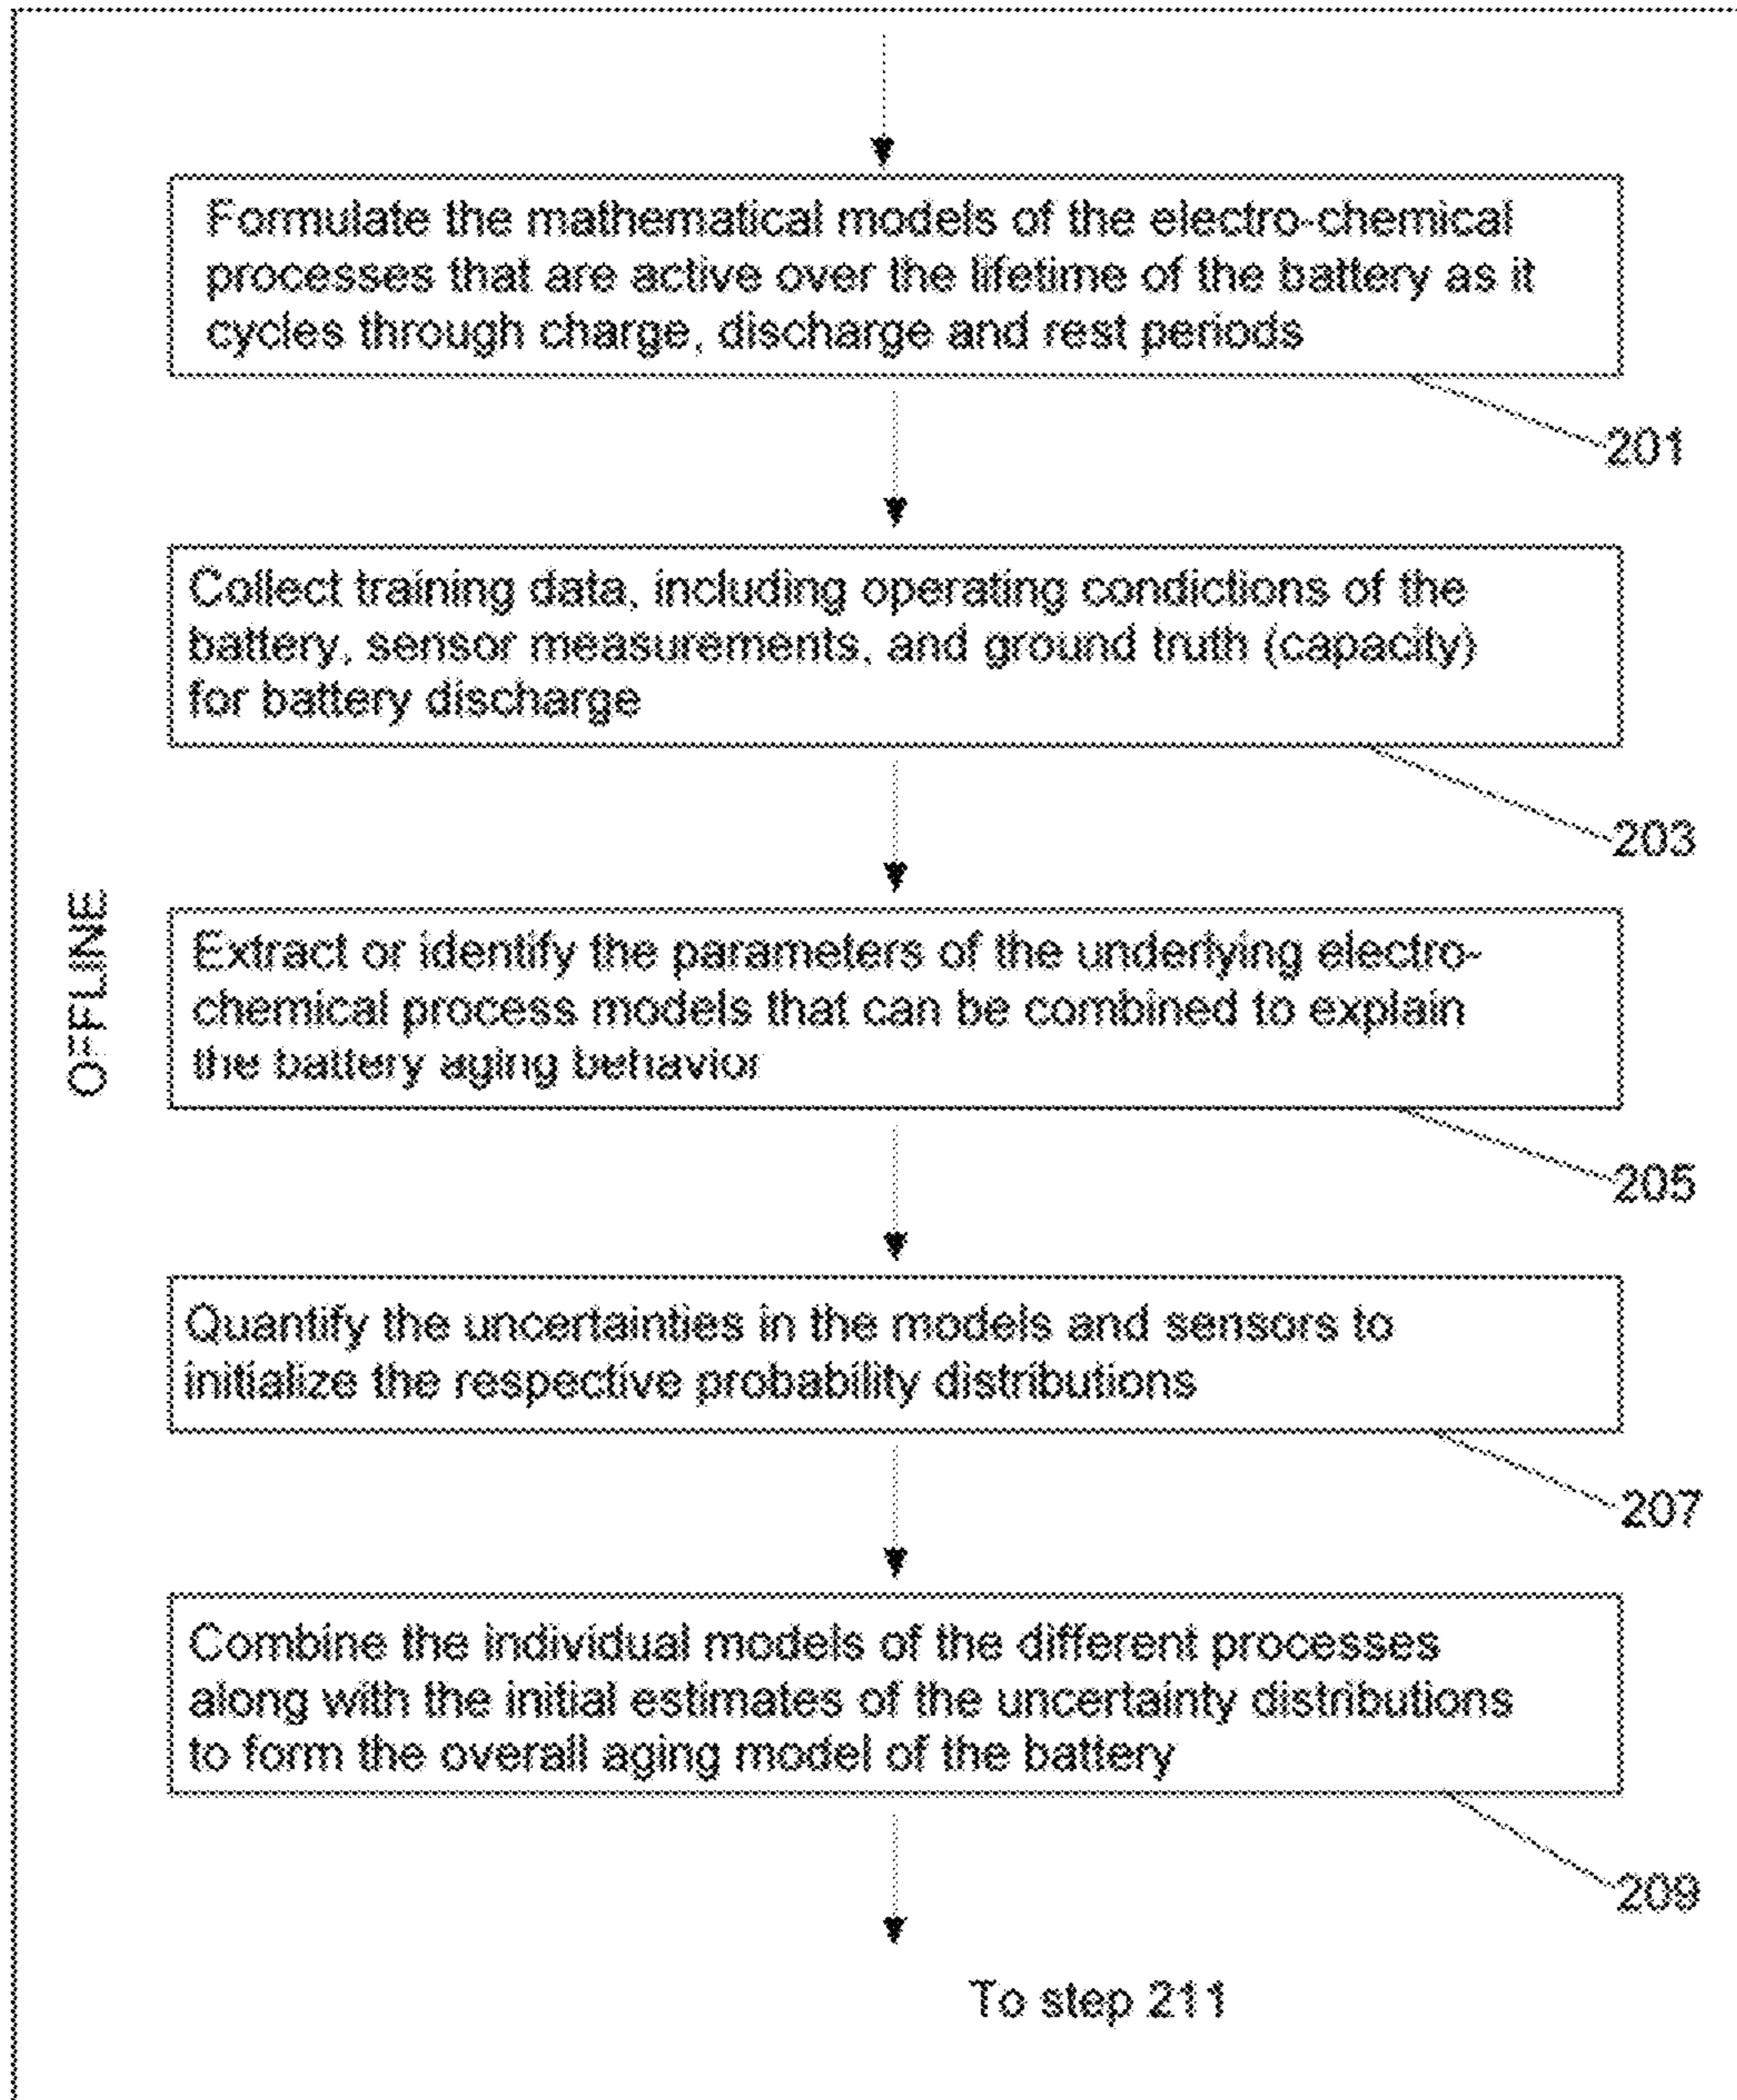 Formulate the mathematical models of the electro-chemical
processes that are active over the lifetime of the battery as it
cycles through charge, discharge and rest periods
201
Collect training data, including operating condictions of the
battery, sensor measurements, and ground truth (capacity)
for battery discharge
203
OFFLINE
Extract or identify the parameters of the underlying electro-
chemical process models that can be combined to explain
the battery aging behavior
205
Quantify the uncertainties in the models and sensors to
initialize the respective probability distributions
207
Combine the individual models of the different processes
along with the initial estimates of the uncertainty distributions
to form the overall aging model of the battery
209
To step 211